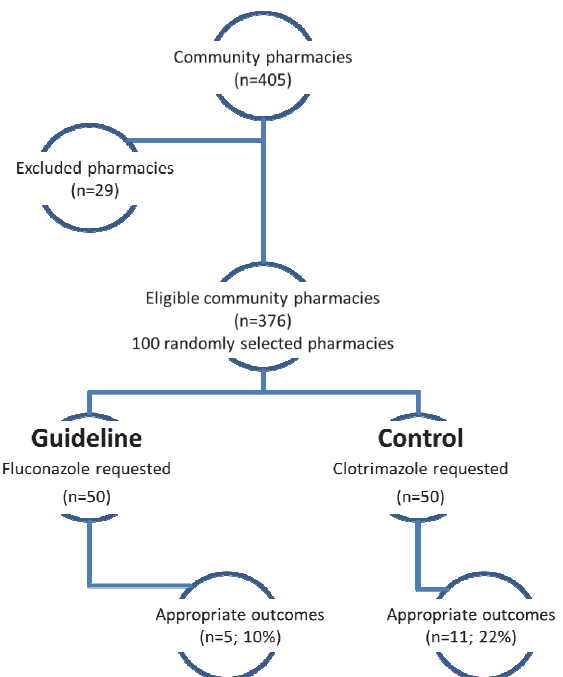 Community pharmacies
(n=405)
Excluded pharmacies
(n=29)
Eligible community pharmacies
(n=376)
100 randomly selected pharmacies
Guideline
Fluconazole requested
(n=50)
Control
Clotrimazole requested
(n=50)
Appropriate outcomes
(n=5; 10%)
Appropriate outcomes
(n=11; 22%)